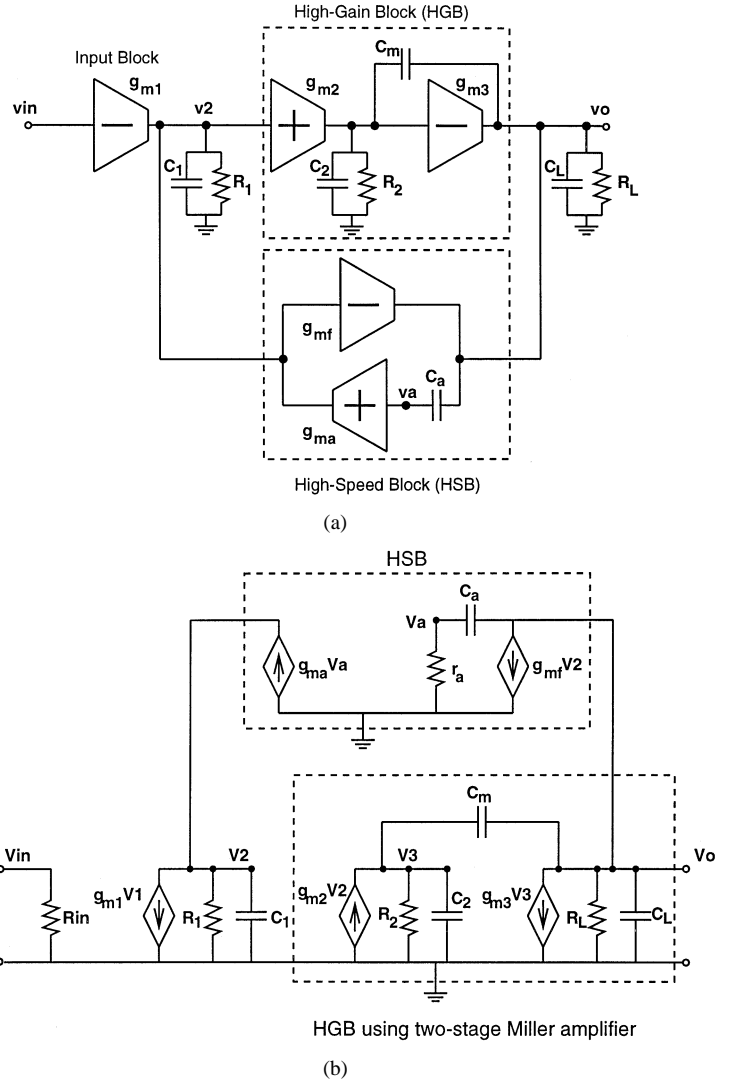 High-Gain Block (HGB)
Input Block
Cm
gm1
gm2
gm3
vin
v2
vo
C1
R1
C2
R2
CL
RL
gmf
Ca
va
gma
High-Speed Block (HSB)
(a)
HSB
Ca
Va
gmaVa
ra
gmfV2
Cm
Vin
V2
V3
Vo
gm1V1
gm2V2
gm3V3
Rin
R1
C1
R2
C2
RL
CL
HGB using two-stage Miller amplifier
(b)